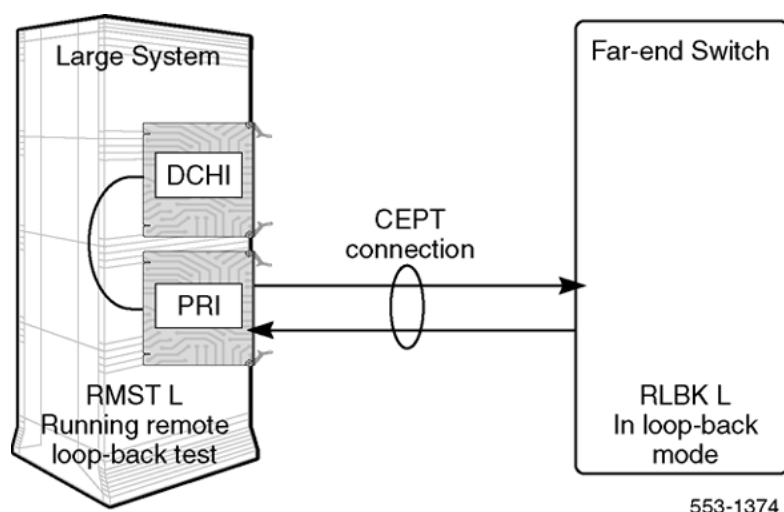 Large System
DCHI
PRI
RMST L
Running remote
loop-back test
CEPT
connection
Far-end Switch
RLBK L
In loop-back
mode
553-1374